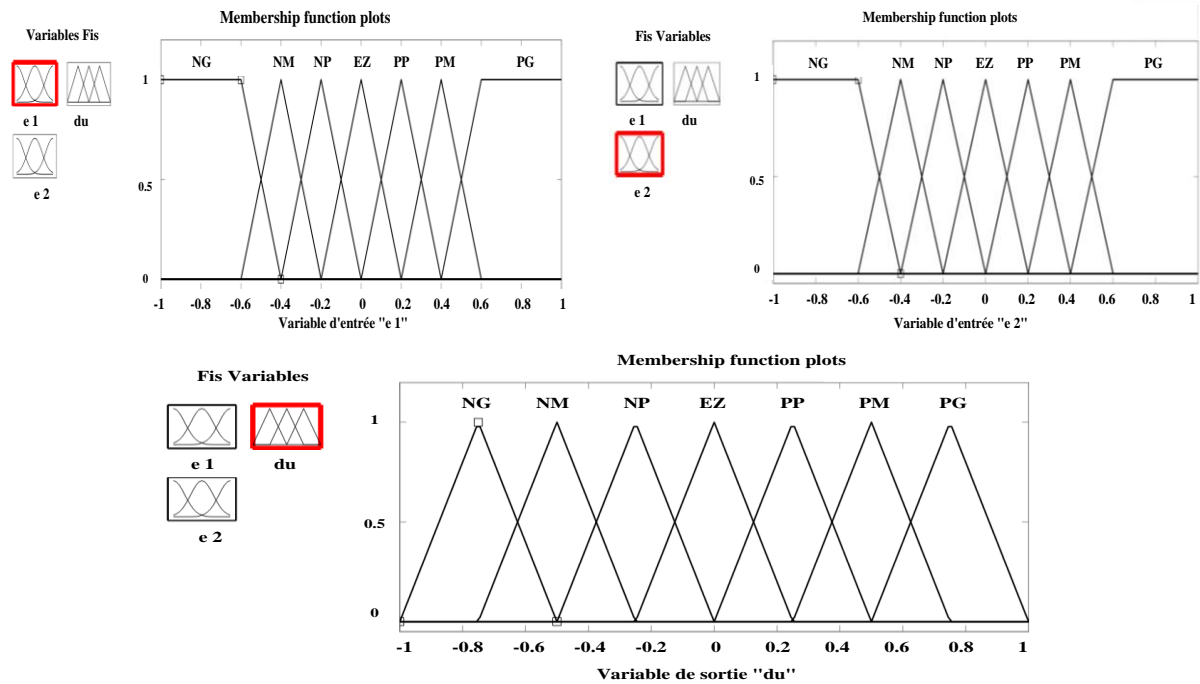 Membership function plots
Variables Fis
NG NM NP EZ PP PM PG
e 1 du
e 2
1
0.5
0
-1 -0.8 -0.6 -0.4 -0.2 0 0.2 0.4 0.6 0.8 1
Variable d'entrée "e 1"
Membership function plots
Fis Variables
NG NM NP EZ PP PM PG
e 1 du
e 2
1
0.5
0
-1 -0.8 -0.6 -0.4 -0.2 0 0.2 0.4 0.6 0.8 1
Variable d'entrée "e 2"
Membership function plots
Fis Variables
NG NM NP EZ PP PM PG
e 1 du
e 2
1
0.5
0
-1 -0.8 -0.6 -0.4 -0.2 0 0.2 0.4 0.6 0.8 1
Variable de sortie "du"